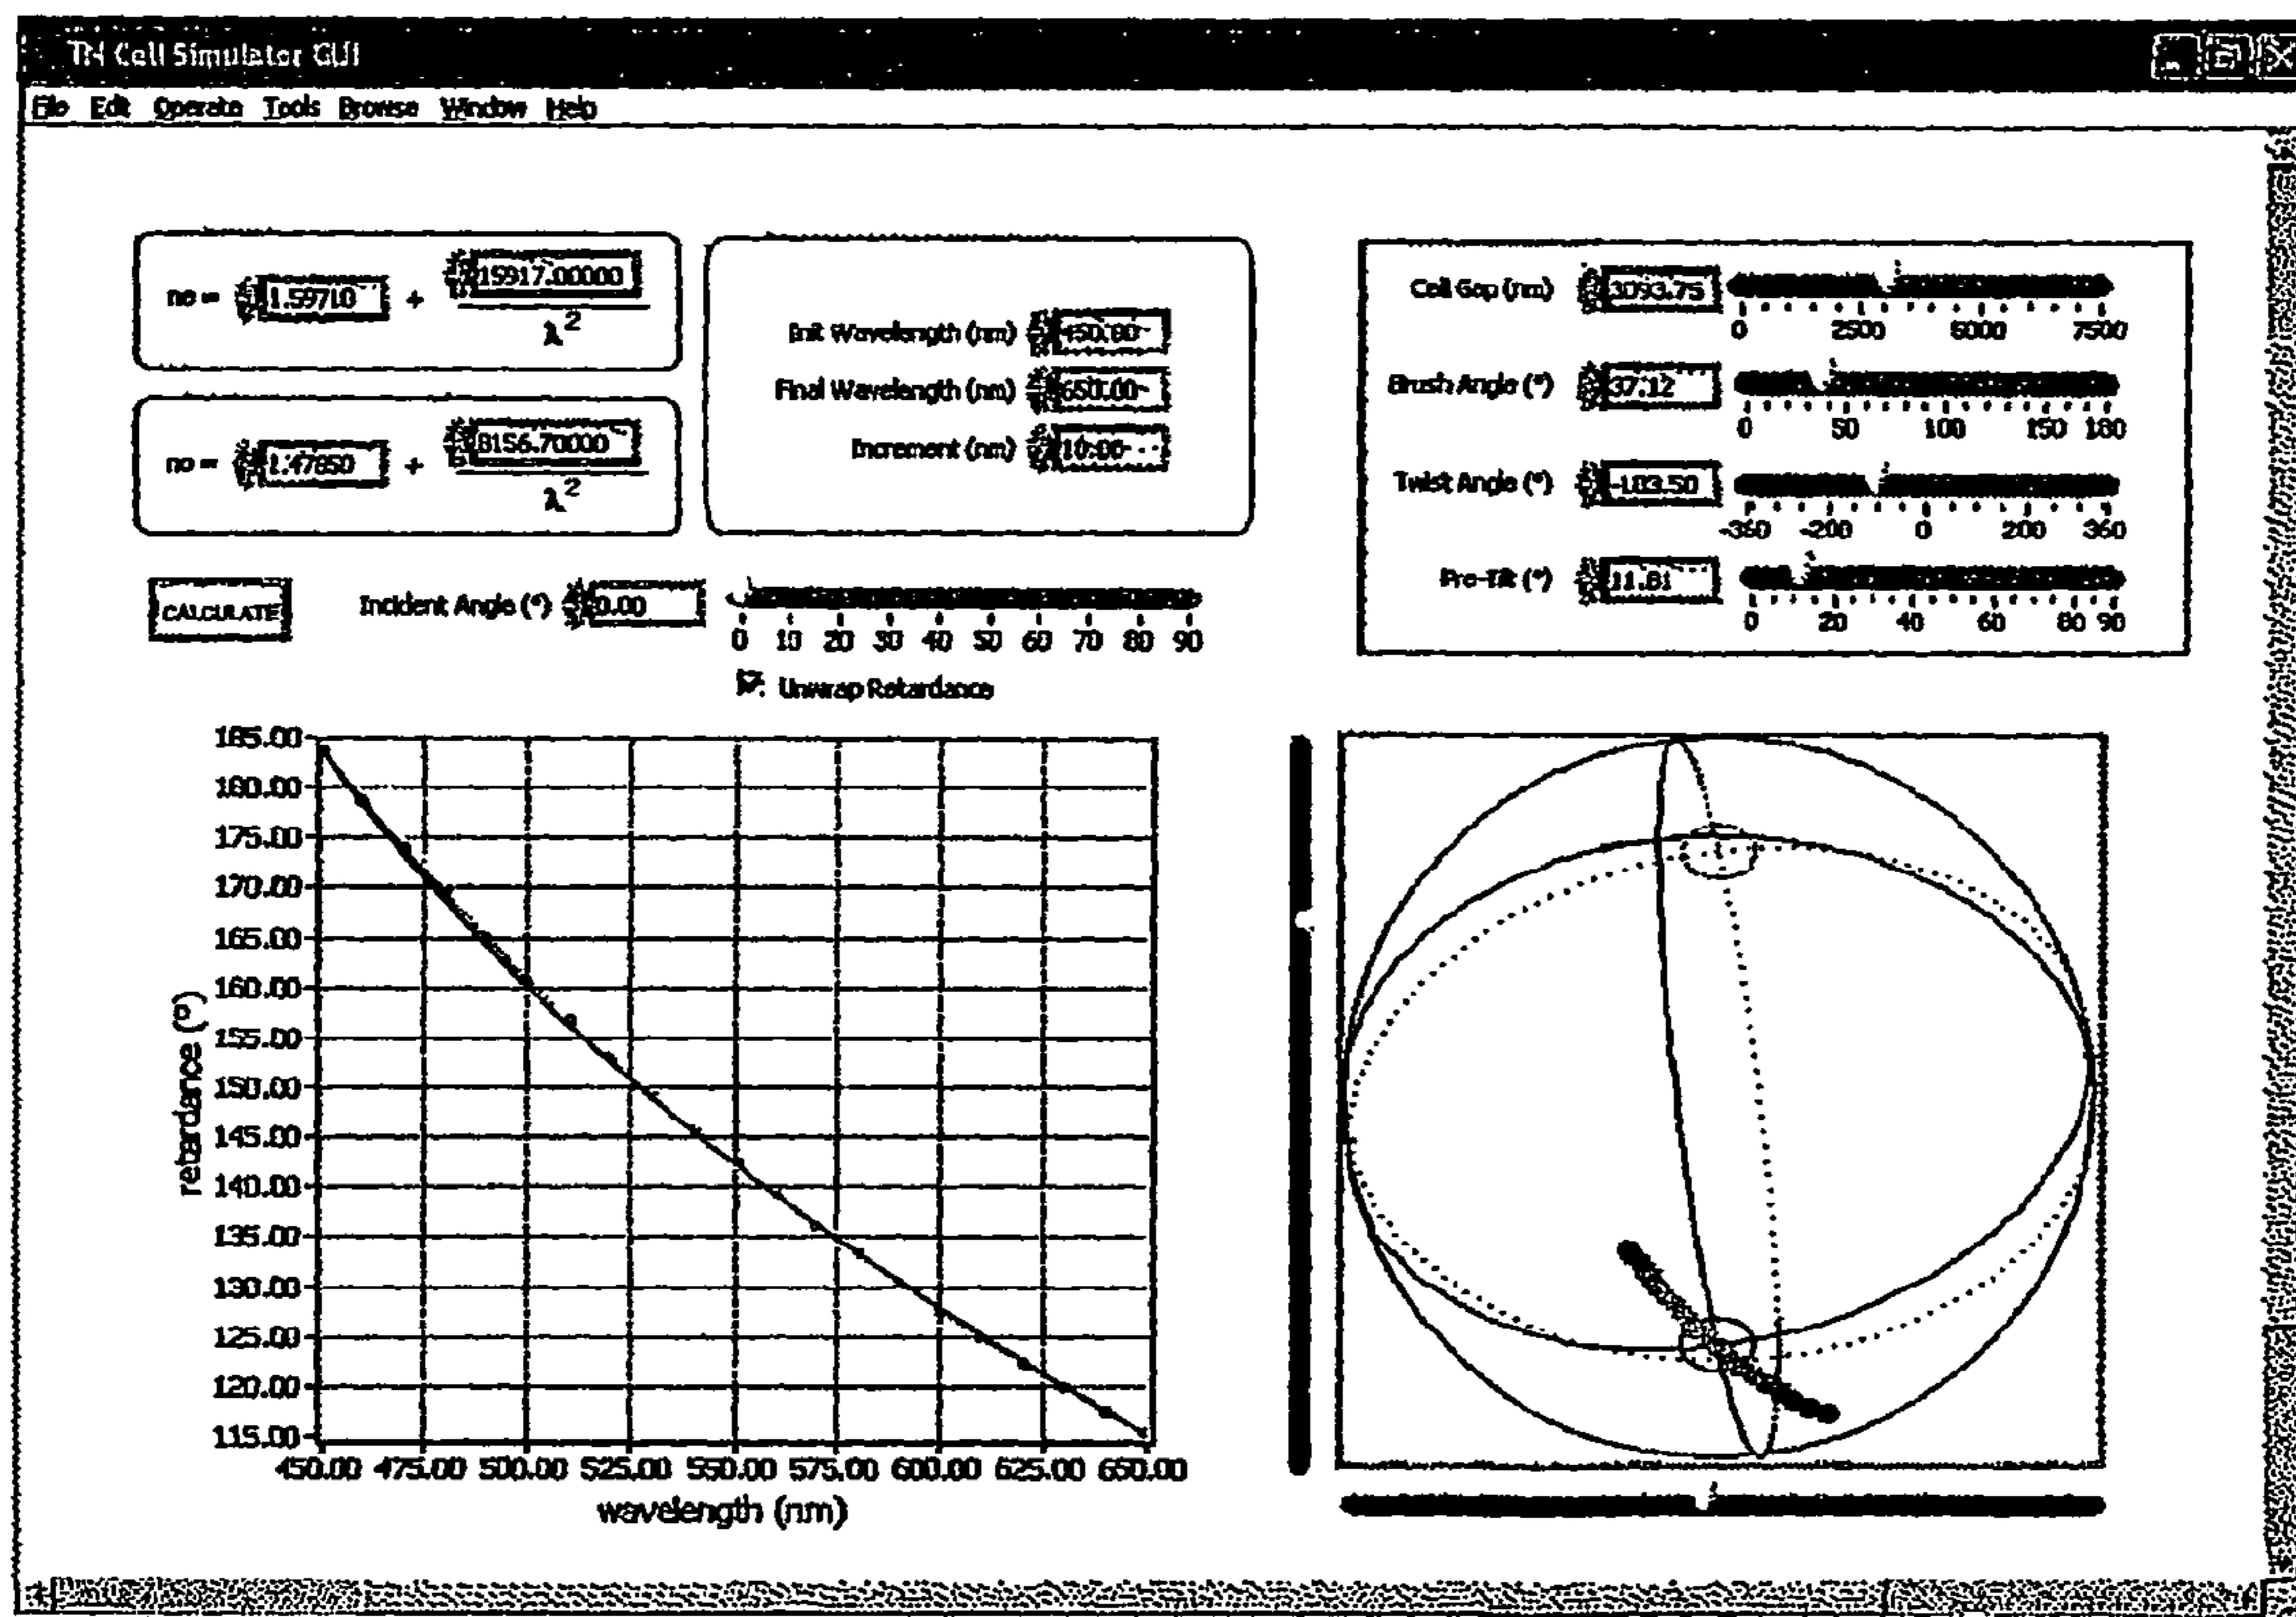 TN Cell Simulator GUI
File Edit Operate Tools Browse Window Help
ne = 1.59710 + 15917.00000
λ2
no = 1.47850 + 8156.70000
λ2
Init Wavelength (nm) 450.00
Final Wavelength (nm) 650.00
Increment (nm) 10.00
Cell Gap (nm) 3093.75
0 2500 5000 7500
Brush Angle (°) 37.12
0 50 100 150 180
Twist Angle (°) -103.50
-360 -200 0 200 360
Pre-Tilt (°) 11.81
0 20 40 60 80 90
CALCULATE
Incident Angle (°) 0.00
0 10 20 30 40 50 60 70 80 90
Unwrap Retardance
185.00
180.00
175.00
170.00
165.00
160.00
155.00
150.00
145.00
140.00
135.00
130.00
125.00
120.00
115.00
retardance (°)
450.00 475.00 500.00 525.00 550.00 575.00 600.00 625.00 650.00
wavelength (nm)